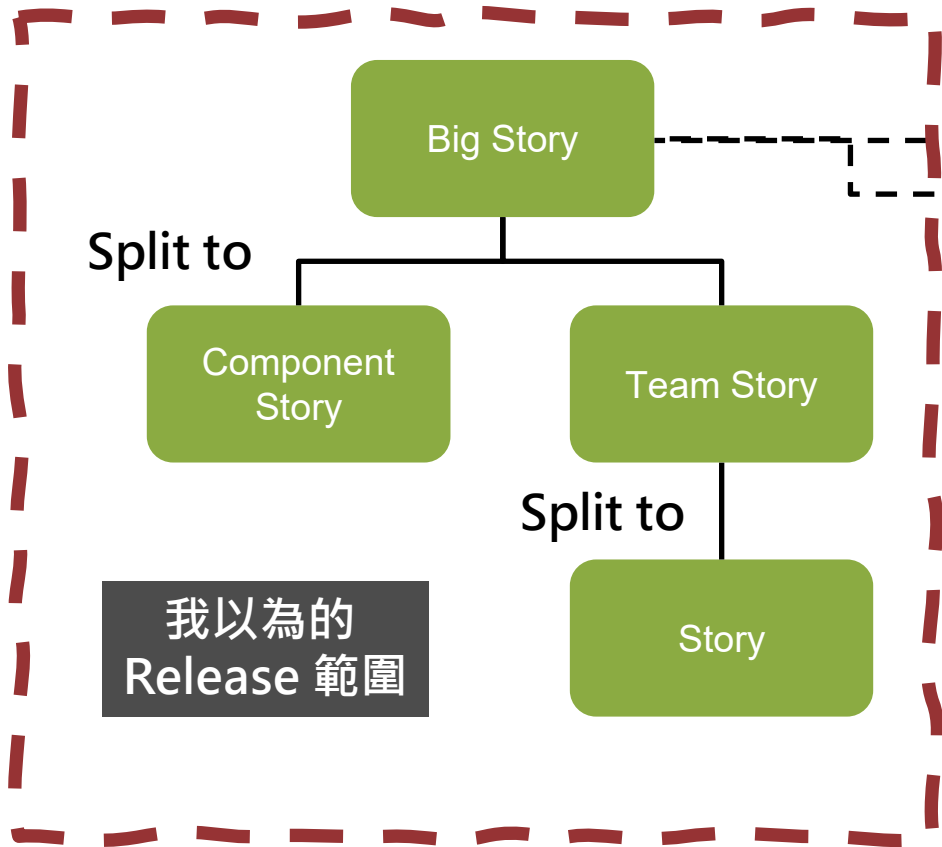 Big Story
Split to
Component
Story
Team Story
Split to
Story
我以為的
Release 範圍